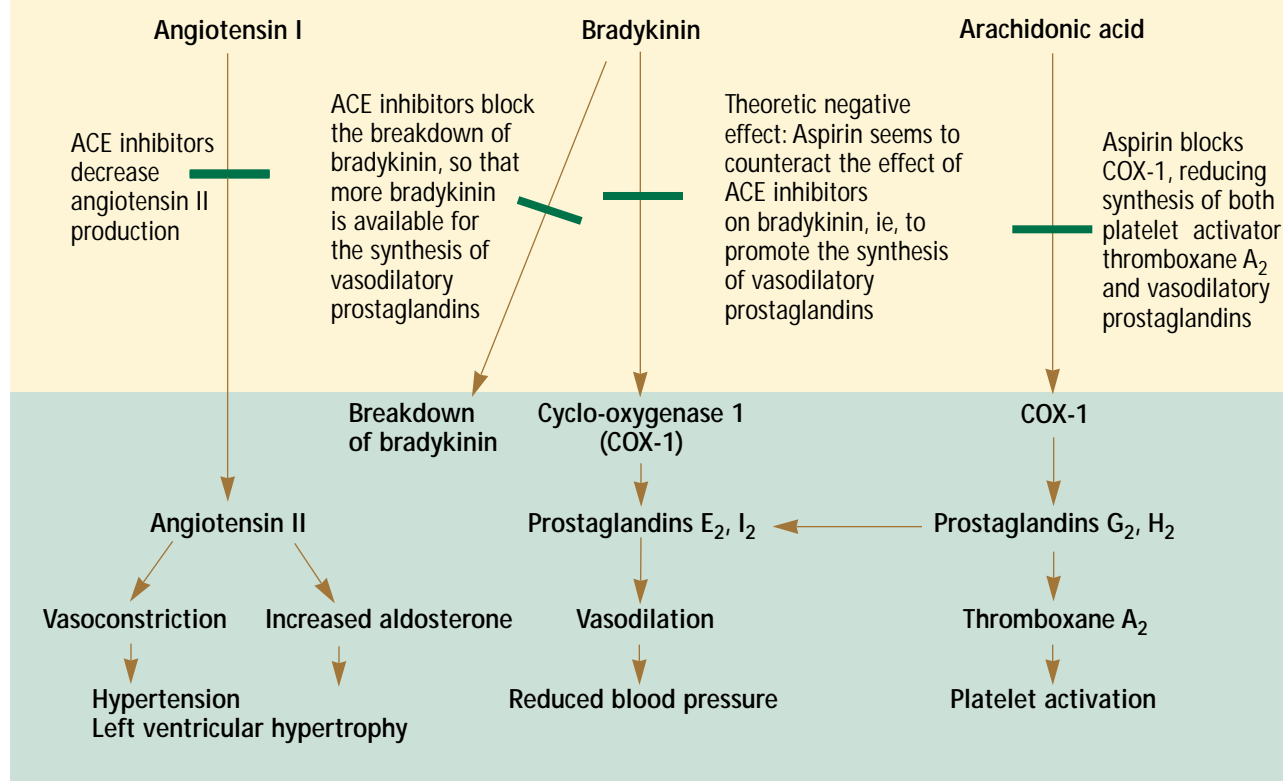 Angiotensin I
Bradykinin
Arachidonic acid
ACE inhibitors
decrease
angiotensin II
production
ACE inhibitors block
the breakdown of
bradykinin, so that
more bradykinin
is available for
the synthesis of
vasodilatory
prostaglandins
Theoretic negative
effect: Aspirin seems to
counteract the effect of
ACE inhibitors
on bradykinin, ie, to
promote the synthesis
of vasodilatory
prostaglandins
Aspirin blocks
COX-1, reducing
synthesis of both
platelet activator
thromboxane A₂
and vasodilatory
prostaglandins
Breakdown
of bradykinin
Cyclo-oxygenase 1
(COX-1)
COX-1
Angiotensin II
Prostaglandins E₂, I₂
Prostaglandins G₂, H₂
Vasoconstriction
Increased aldosterone
Vasodilation
Thromboxane A₂
Hypertension
Left ventricular hypertrophy
Reduced blood pressure
Platelet activation